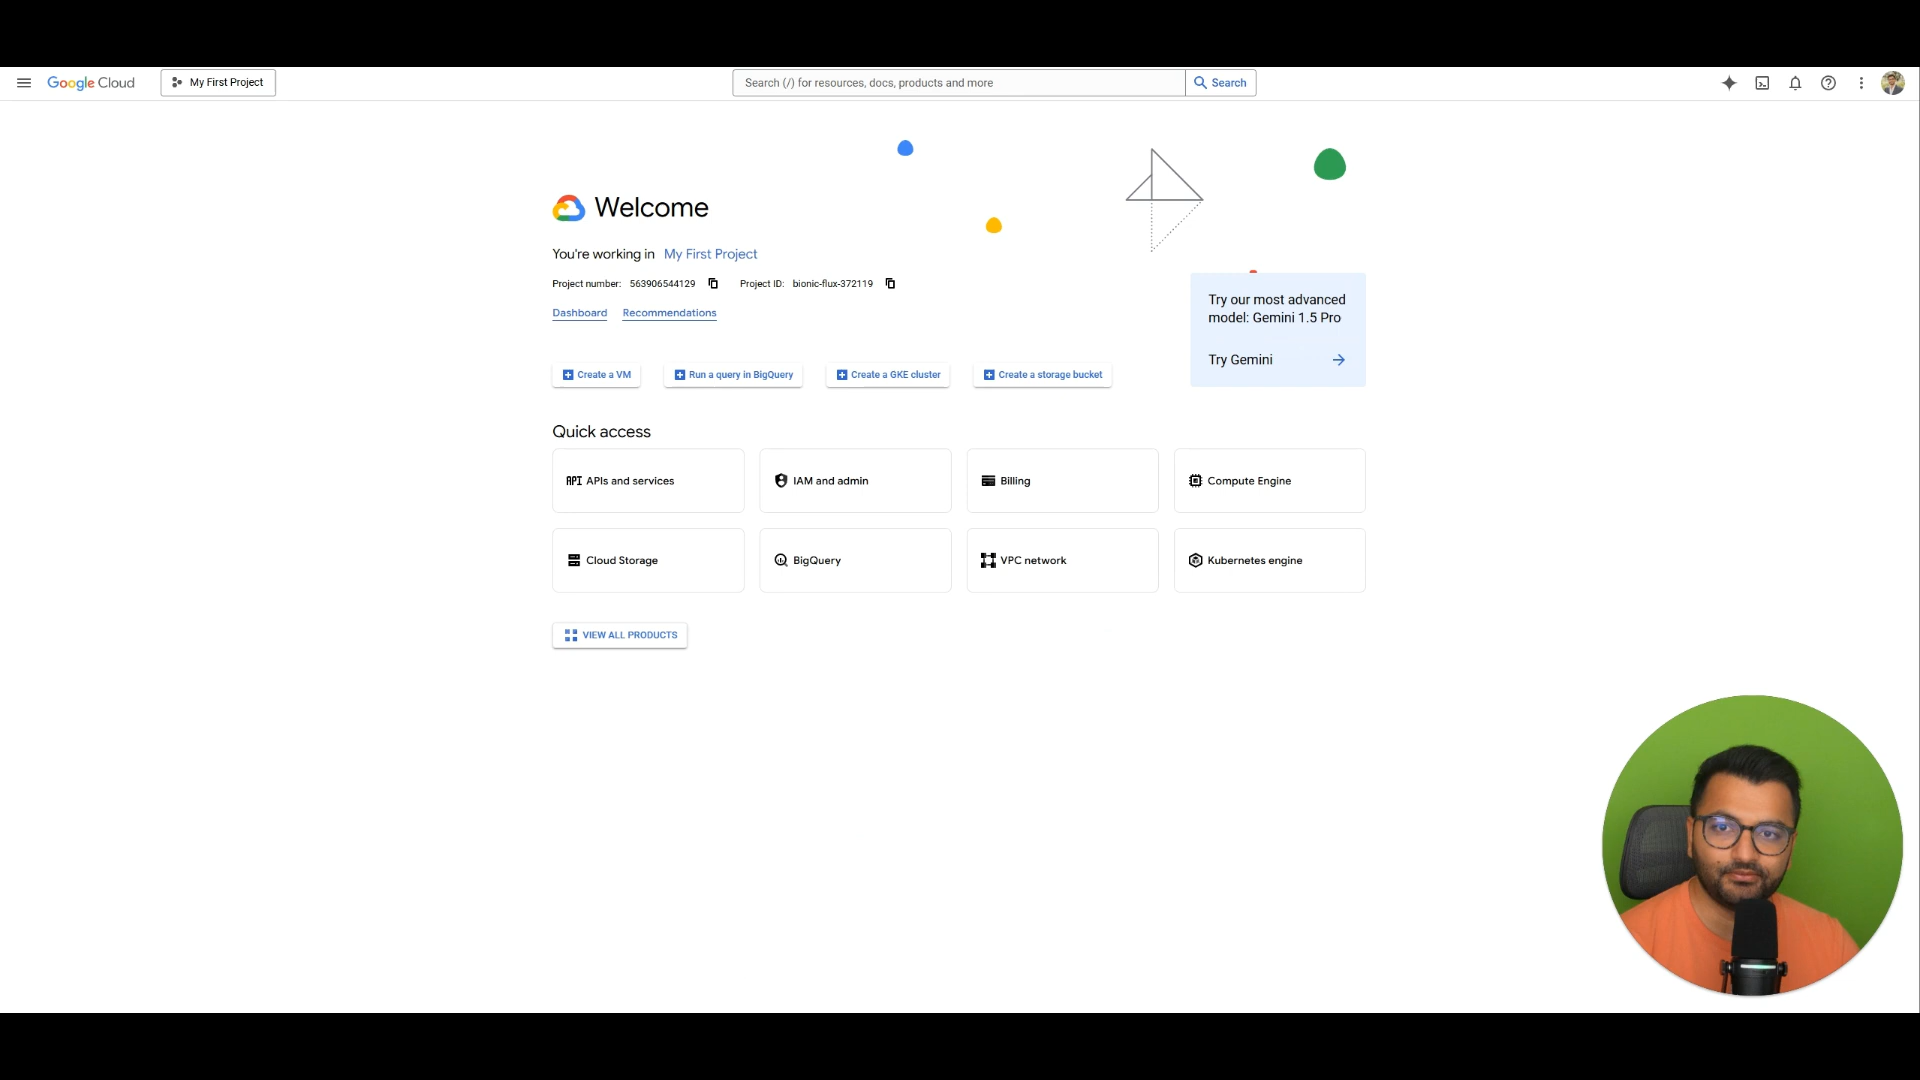 Google Cloud
My First Project
Search (/) for resources, docs, products and more
Search
Welcome
You're working in My First Project
Project number: 563906544129 Project ID: bionic-flux-372119
Dashboard Recommendations
Try our most advanced
model: Gemini 1.5 Pro
Try Gemini
Create a VM Run a query in BigQuery Create a GKE cluster Create a storage bucket
Quick access
API APIs and services IAM and admin Billing Compute Engine
Cloud Storage BigQuery VPC network Kubernetes engine
VIEW ALL PRODUCTS